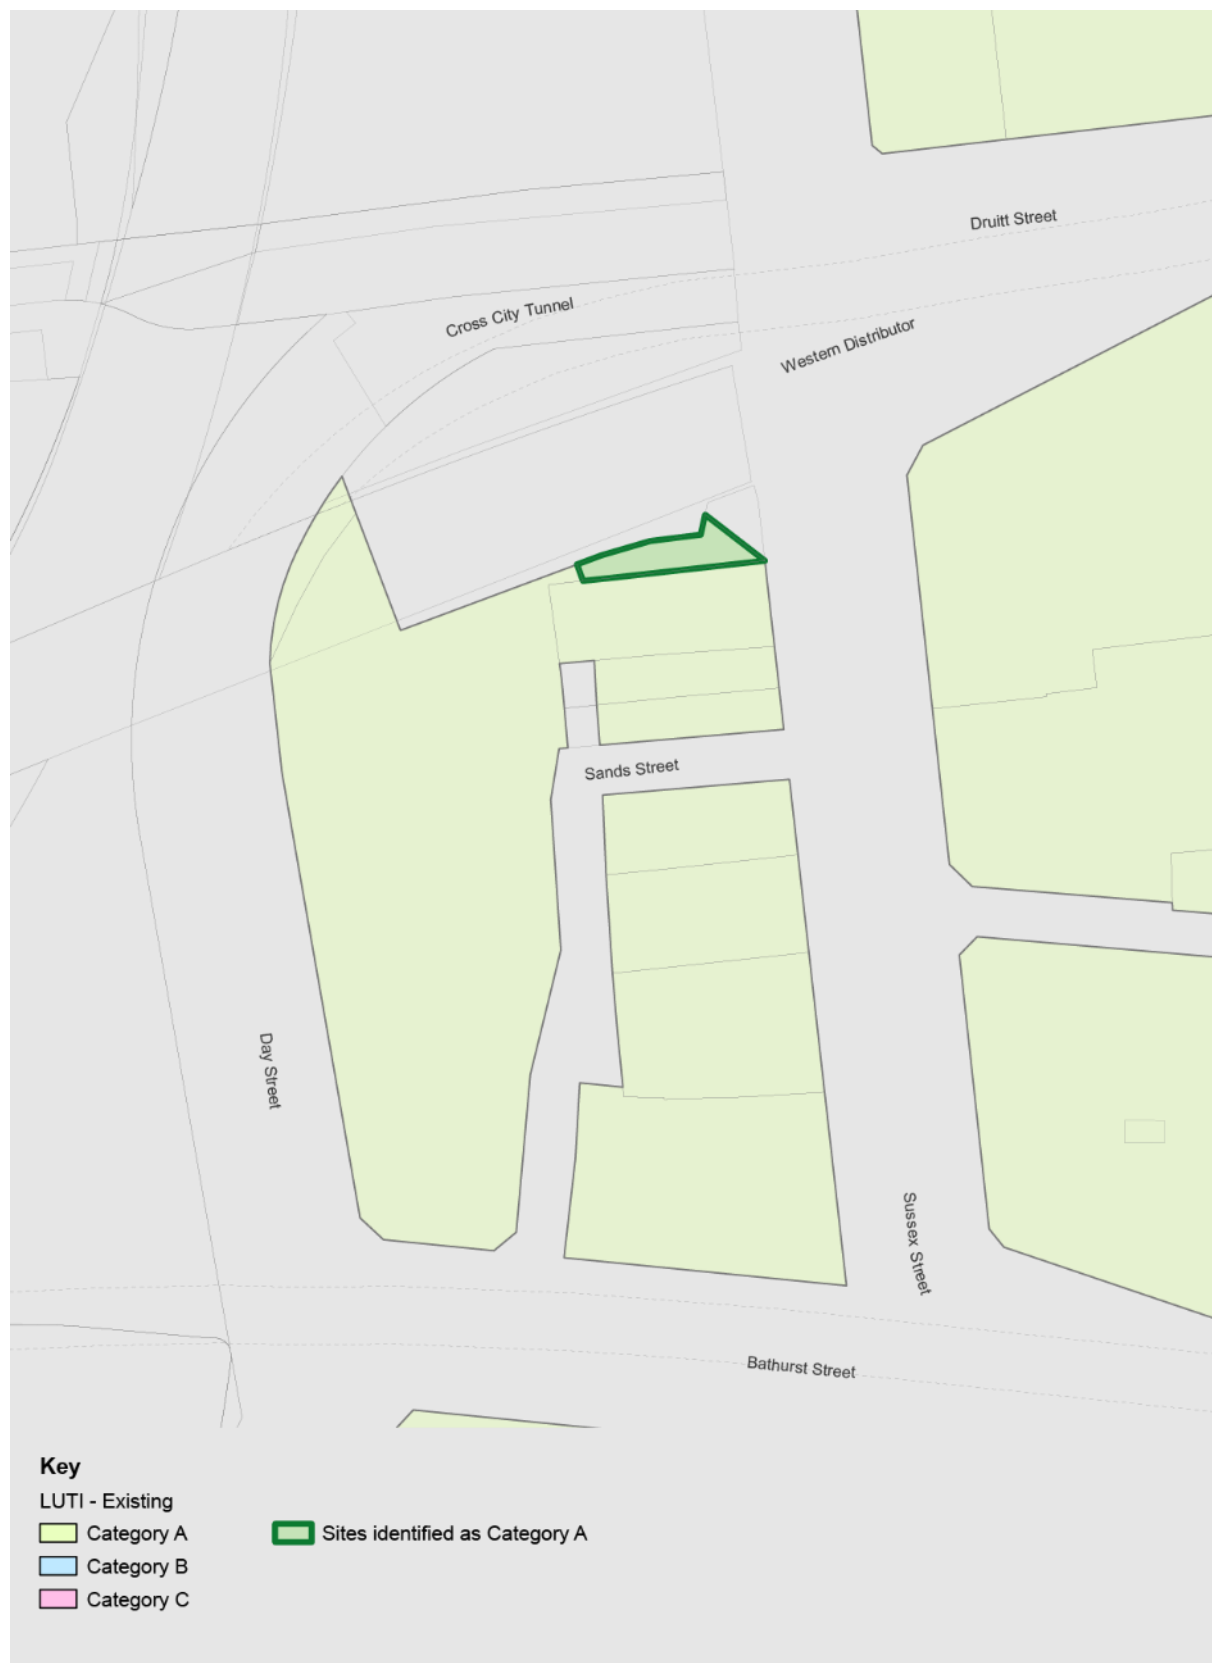 Druitt Street
Cross City Tunnel
Western Distributor
Sands Street
Day Street
Sussex Street
Bathurst Street
Key
LUTI - Existing
Category A
Sites identified as Category A
Category B
Category C